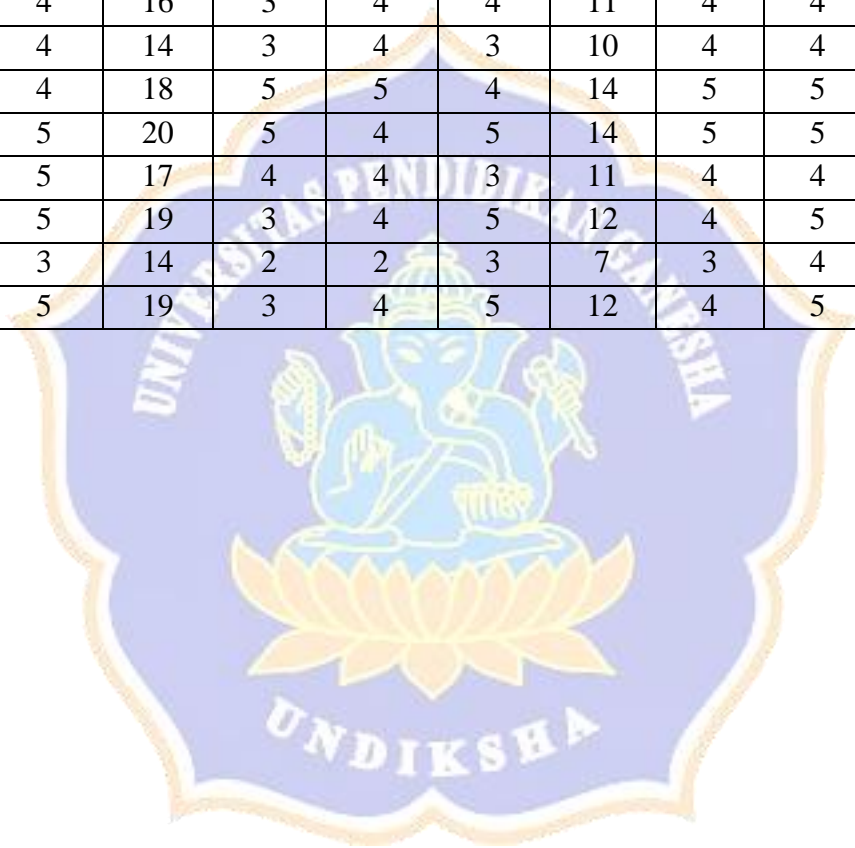 4 16 3 4 4 11 4 4
4 14 3 4 3 10 4 4
4 18 5 5 4 14 5 5
5 20 5 4 5 14 5 5
5 17 4 4 3 11 4 4
5 19 3 4 5 12 4 5
3 14 2 2 3 7 3 4
5 19 3 4 5 12 4 5
UNIVERSITAS PENDIDIKAN GANESHA
UNDIKSHA